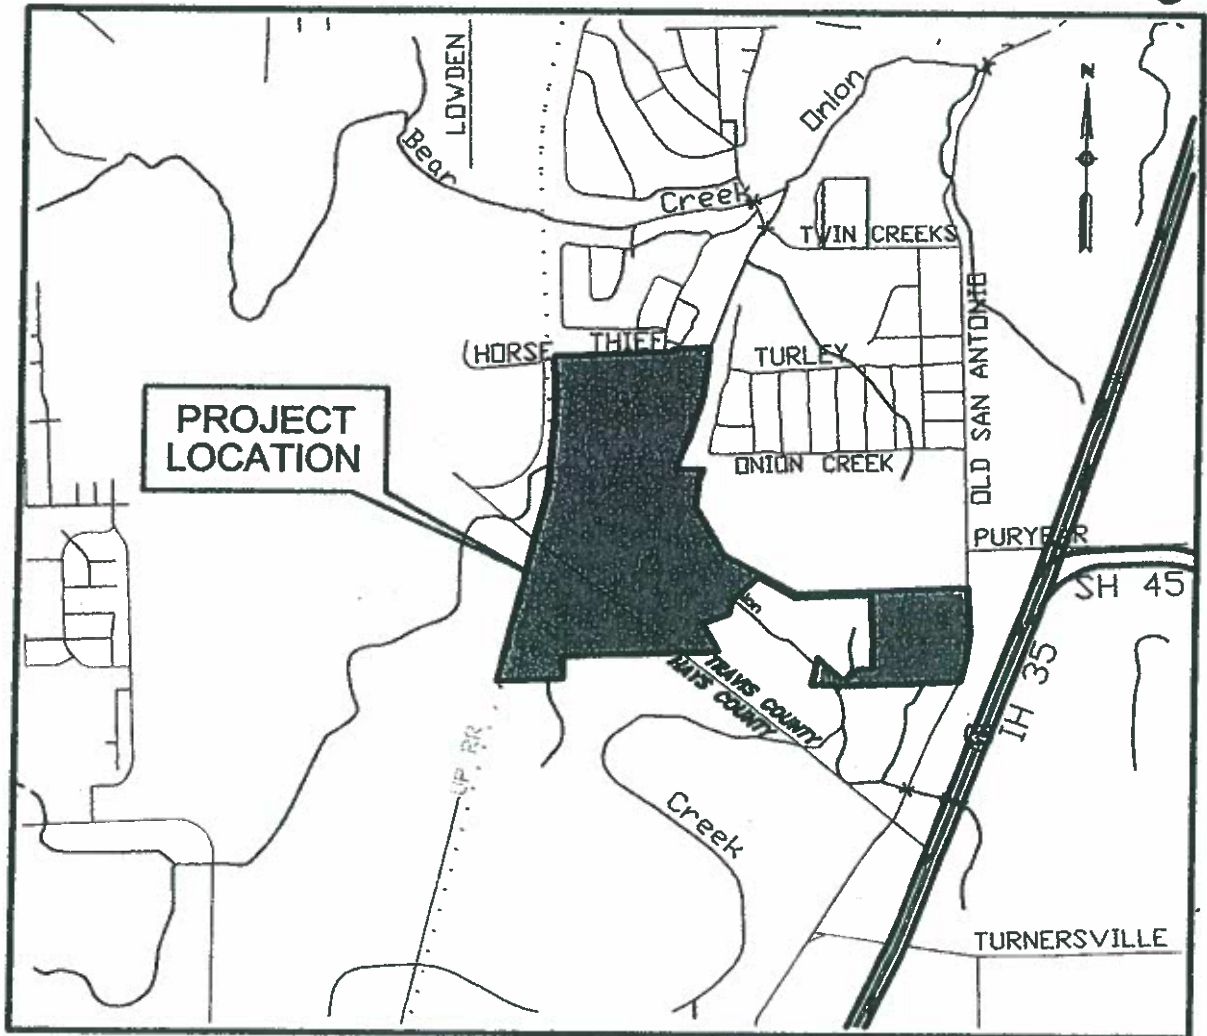 LOWDEN
Onion
N
Bear
Creek
TWIN CREEKS
OLD SAN ANTONIO
(HORSE THIEF
TURLEY
PROJECT
LOCATION
ONION CREEK
PURYEAR
SH 45
TRAVIS COUNTY
HAYS COUNTY
IH 35
UP RR
Creek
TURNERSVILLE